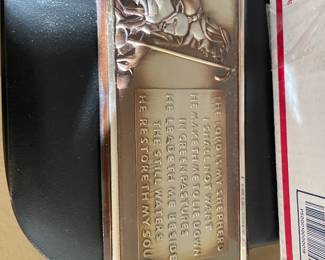 THE LORD IS MY SHEPHERD
I SHALL NOT WANT
HE MAKETH ME TO LIE DOWN
IN GREEN PASTURES
HE LEADETH ME BESIDE
THE STILL WATERS
HE RESTORETH MY SOUL